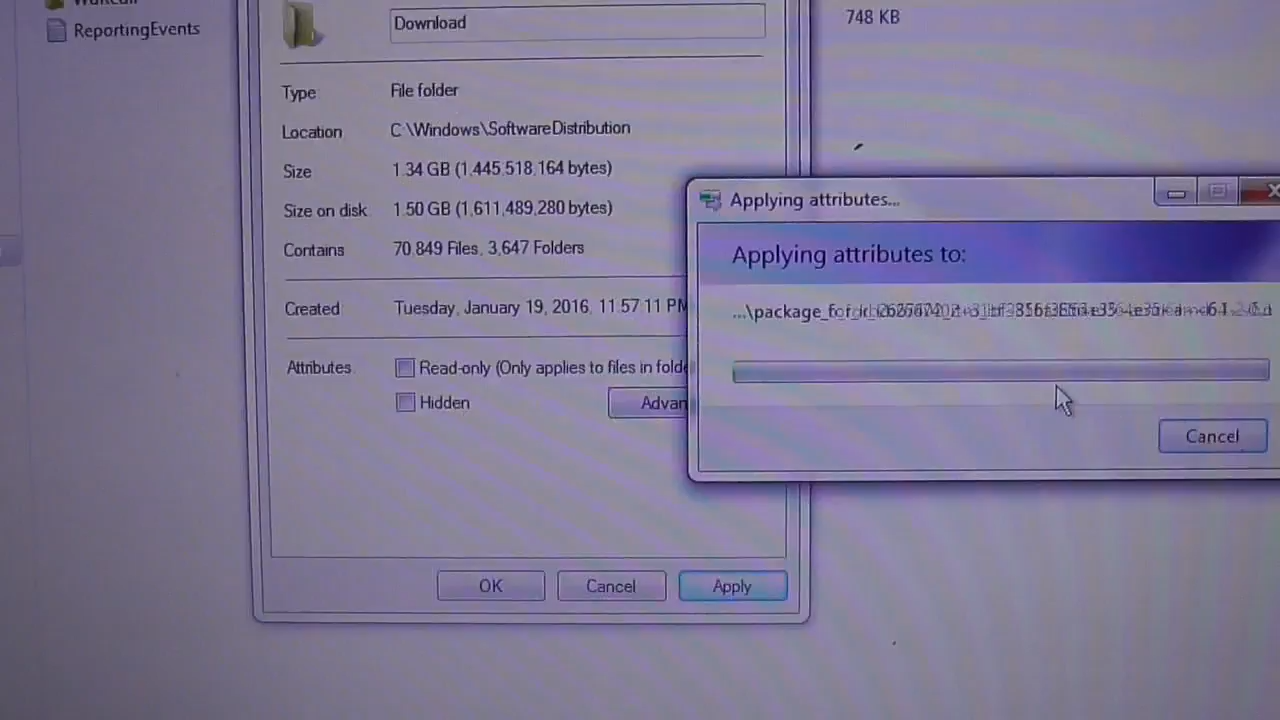 ReportingEvents
Download
748 KB
Type File folder
Location C:\Windows\SoftwareDistribution
Size 1.34 GB (1,445,518,164 bytes)
Size on disk 1.50 GB (1,611,489,280 bytes)
Contains 70,849 Files, 3,647 Folders
Created Tuesday, January 19, 2016, 11:57:11 PM
Attributes Read-only (Only applies to files in folde
Hidden
Advan
OK Cancel Apply
Applying attributes...
Applying attributes to:
Cancel